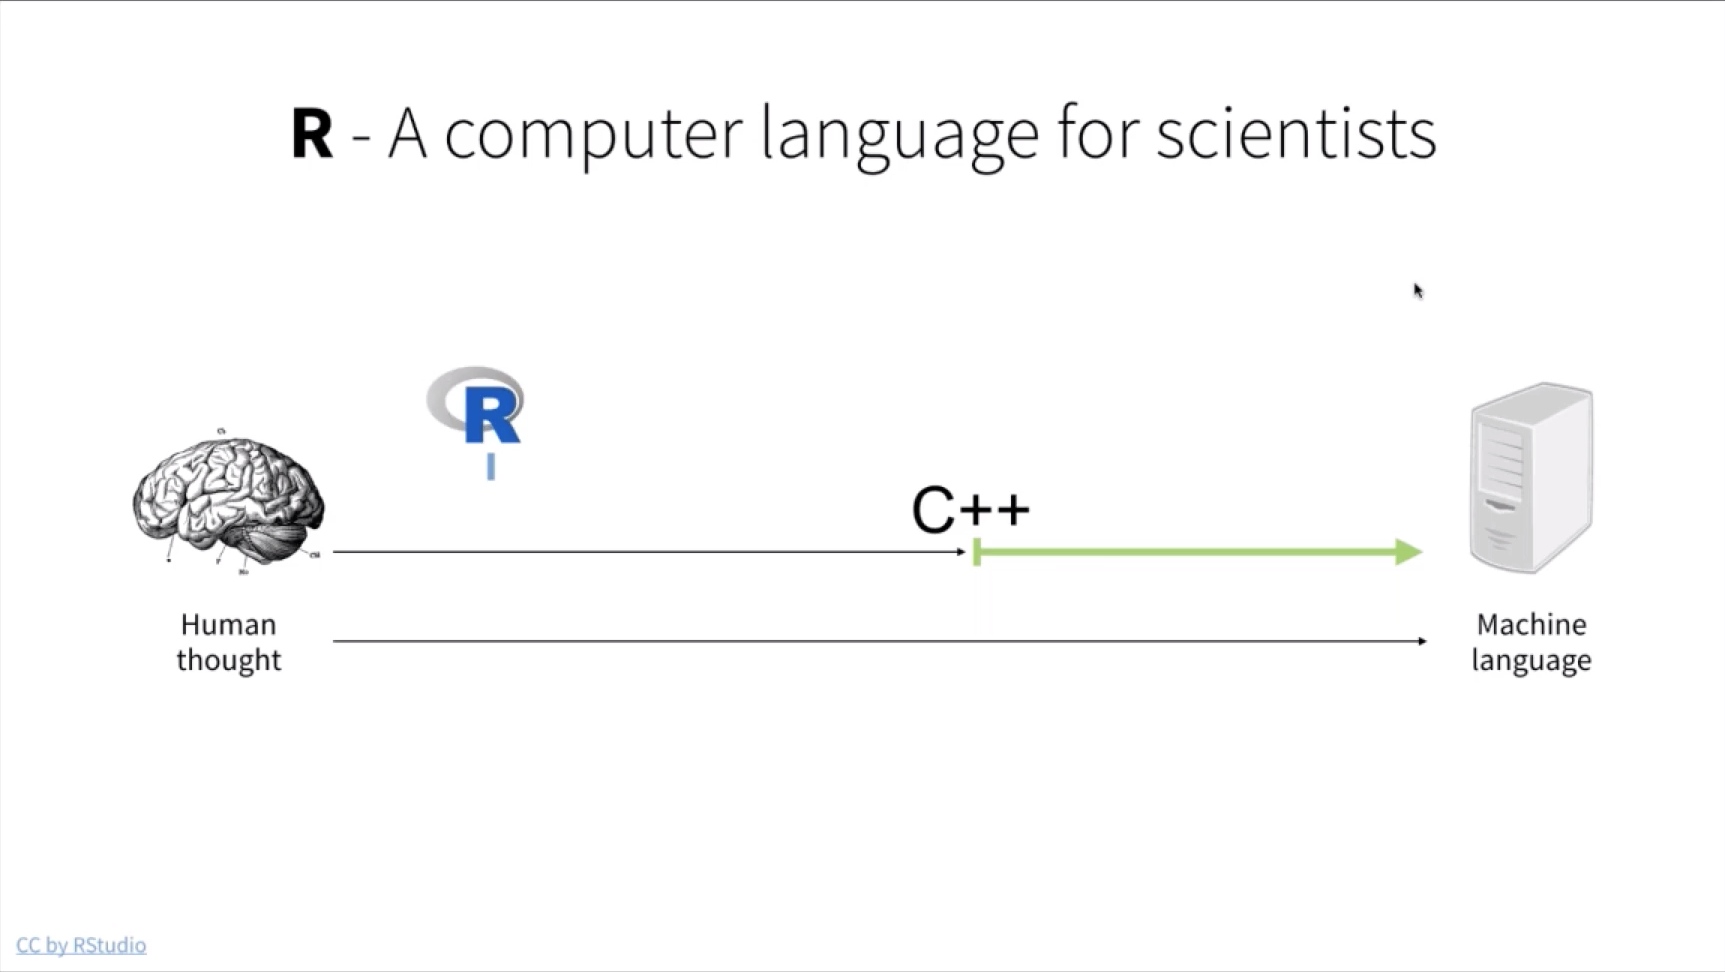 R - A computer language for scientists
R
C++
Human
thought
Machine
language
CC by RStudio